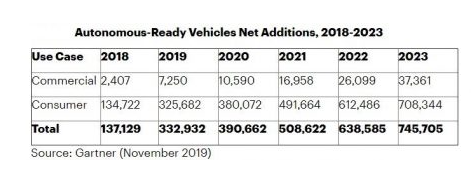 Autonomous-Ready Vehicles Net Additions, 2018-2023
Use Case 2018 2019 2020 2021 2022 2023
Commercial 2,407 7,250 10,590 16,958 26,099 37,361
Consumer 134,722 325,682 380,072 491,664 612,486 708,344
Total 137,129 332,932 390,662 508,622 638,585 745,705
Source: Gartner (November 2019)